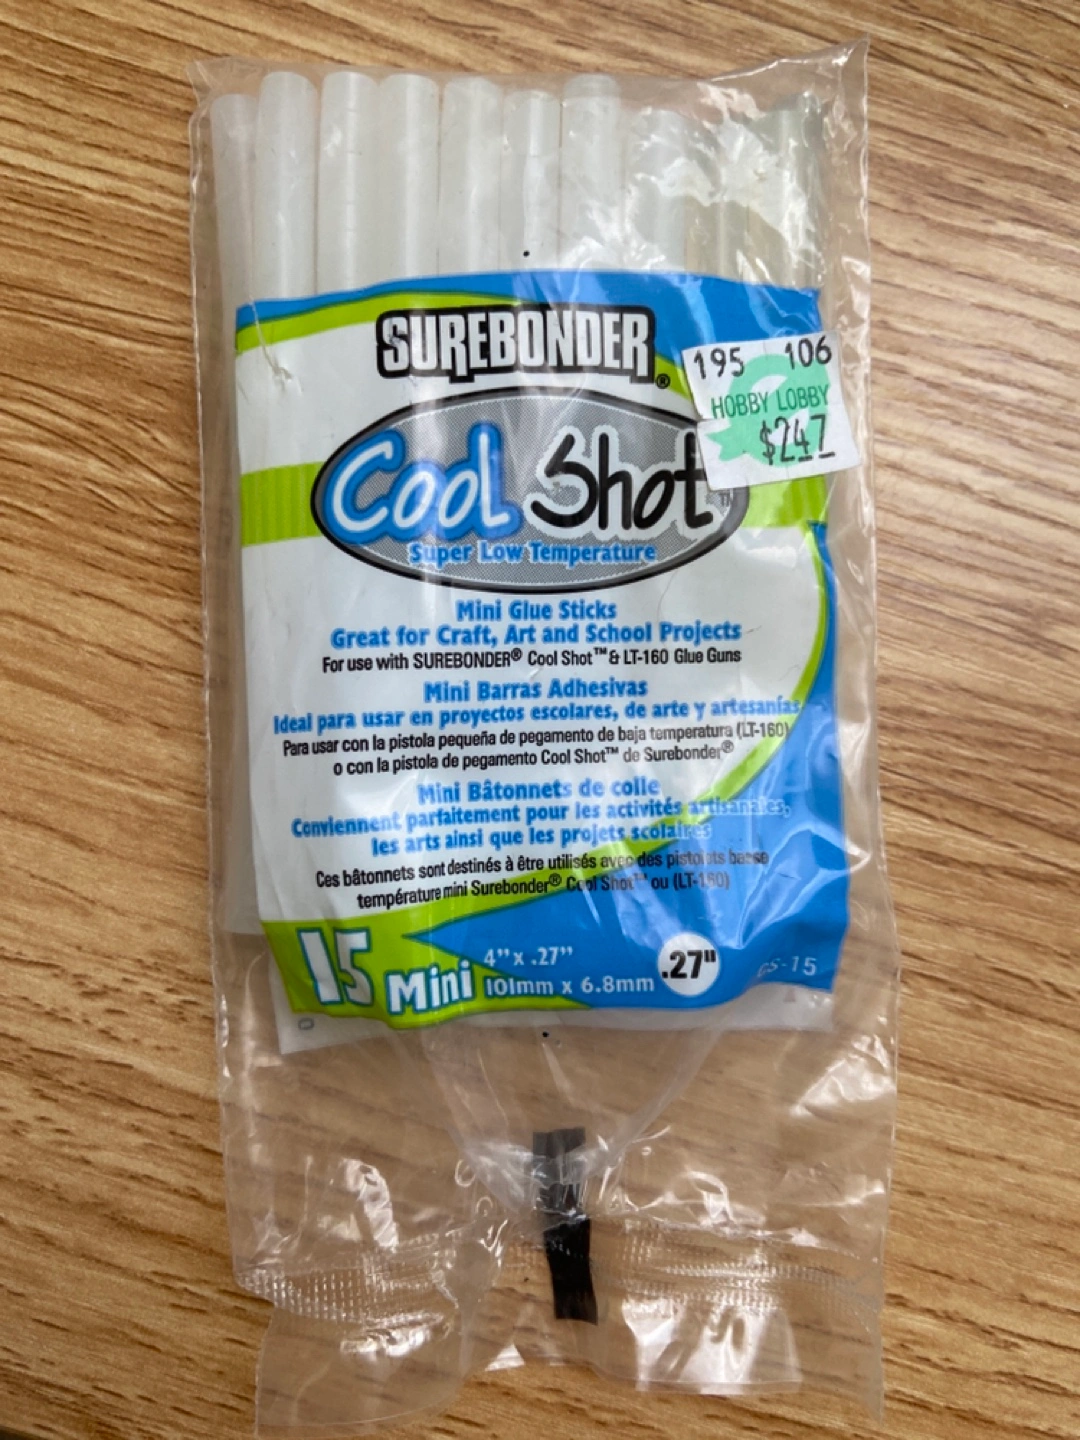 SUREBONDER®
195 106
HOBBY LOBBY
$2.47
Cool Shot™
Super Low Temperature
Mini Glue Sticks
Great for Craft, Art and School Projects
For use with SUREBONDER® Cool Shot™ & LT-160 Glue Guns
Mini Barras Adhesivas
Ideal para usar en proyectos escolares, de arte y artesanías
Para usar con la pistola pequeña de pegamento de baja temperatura (LT-160)
o con la pistola de pegamento Cool Shot™ de Surebonder®
Mini Bâtonnets de colle
Conviennent parfaitement pour les activités artisanales,
les arts ainsi que les projets scolaires
Ces bâtonnets sont destinés à être utilisés avec des pistolets basse
température mini Surebonder® Cool Shot™ ou (LT-160)
15 Mini
4” x .27”
101mm x 6.8mm
.27"
CS-15